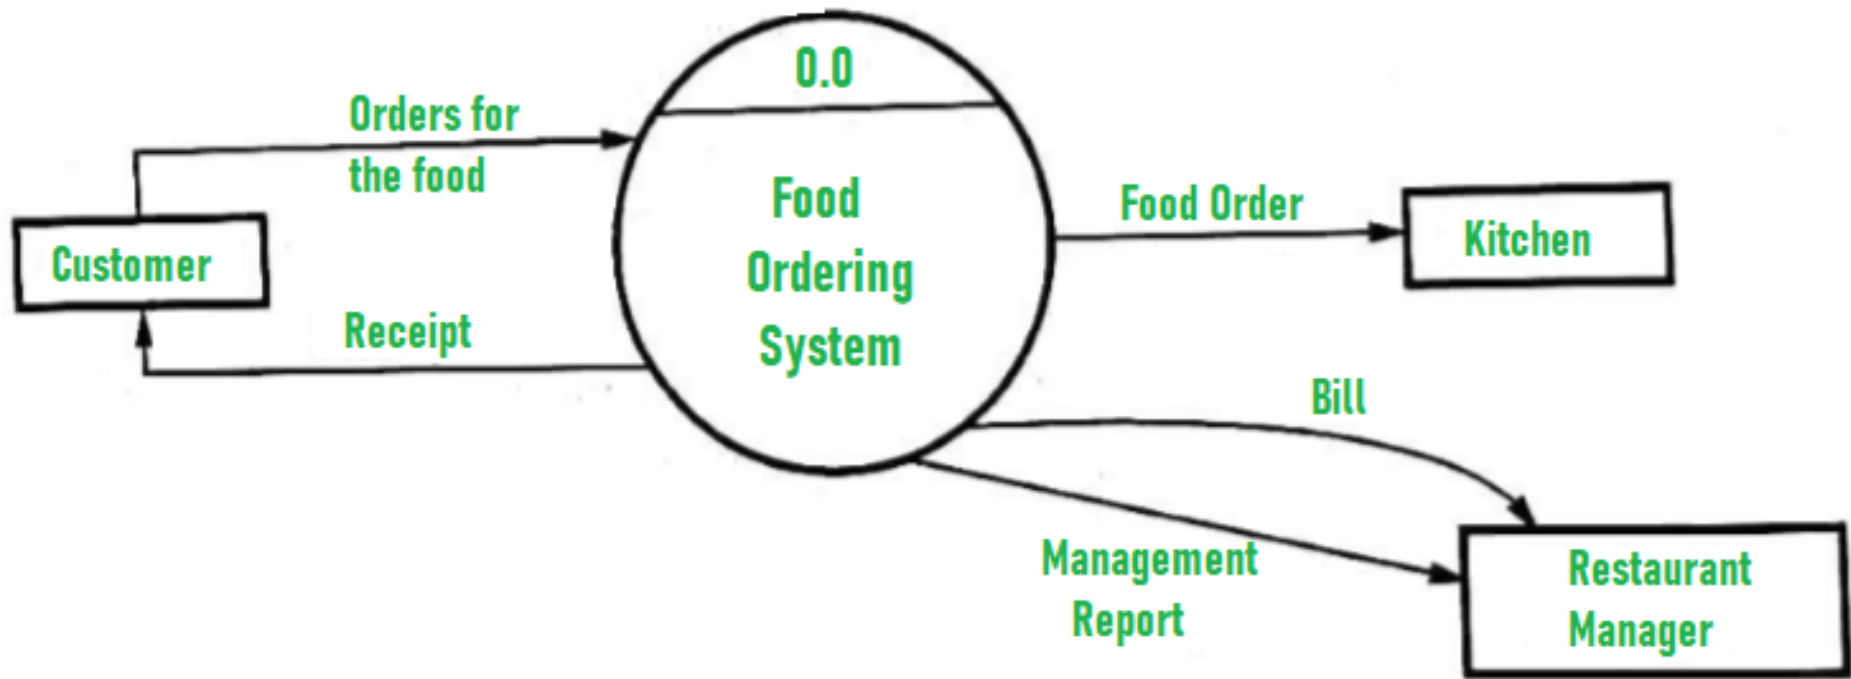 0.0
Orders for
the food
Food
Ordering
System
Customer
Food Order
Kitchen
Receipt
Bill
Management
Report
Restaurant
Manager